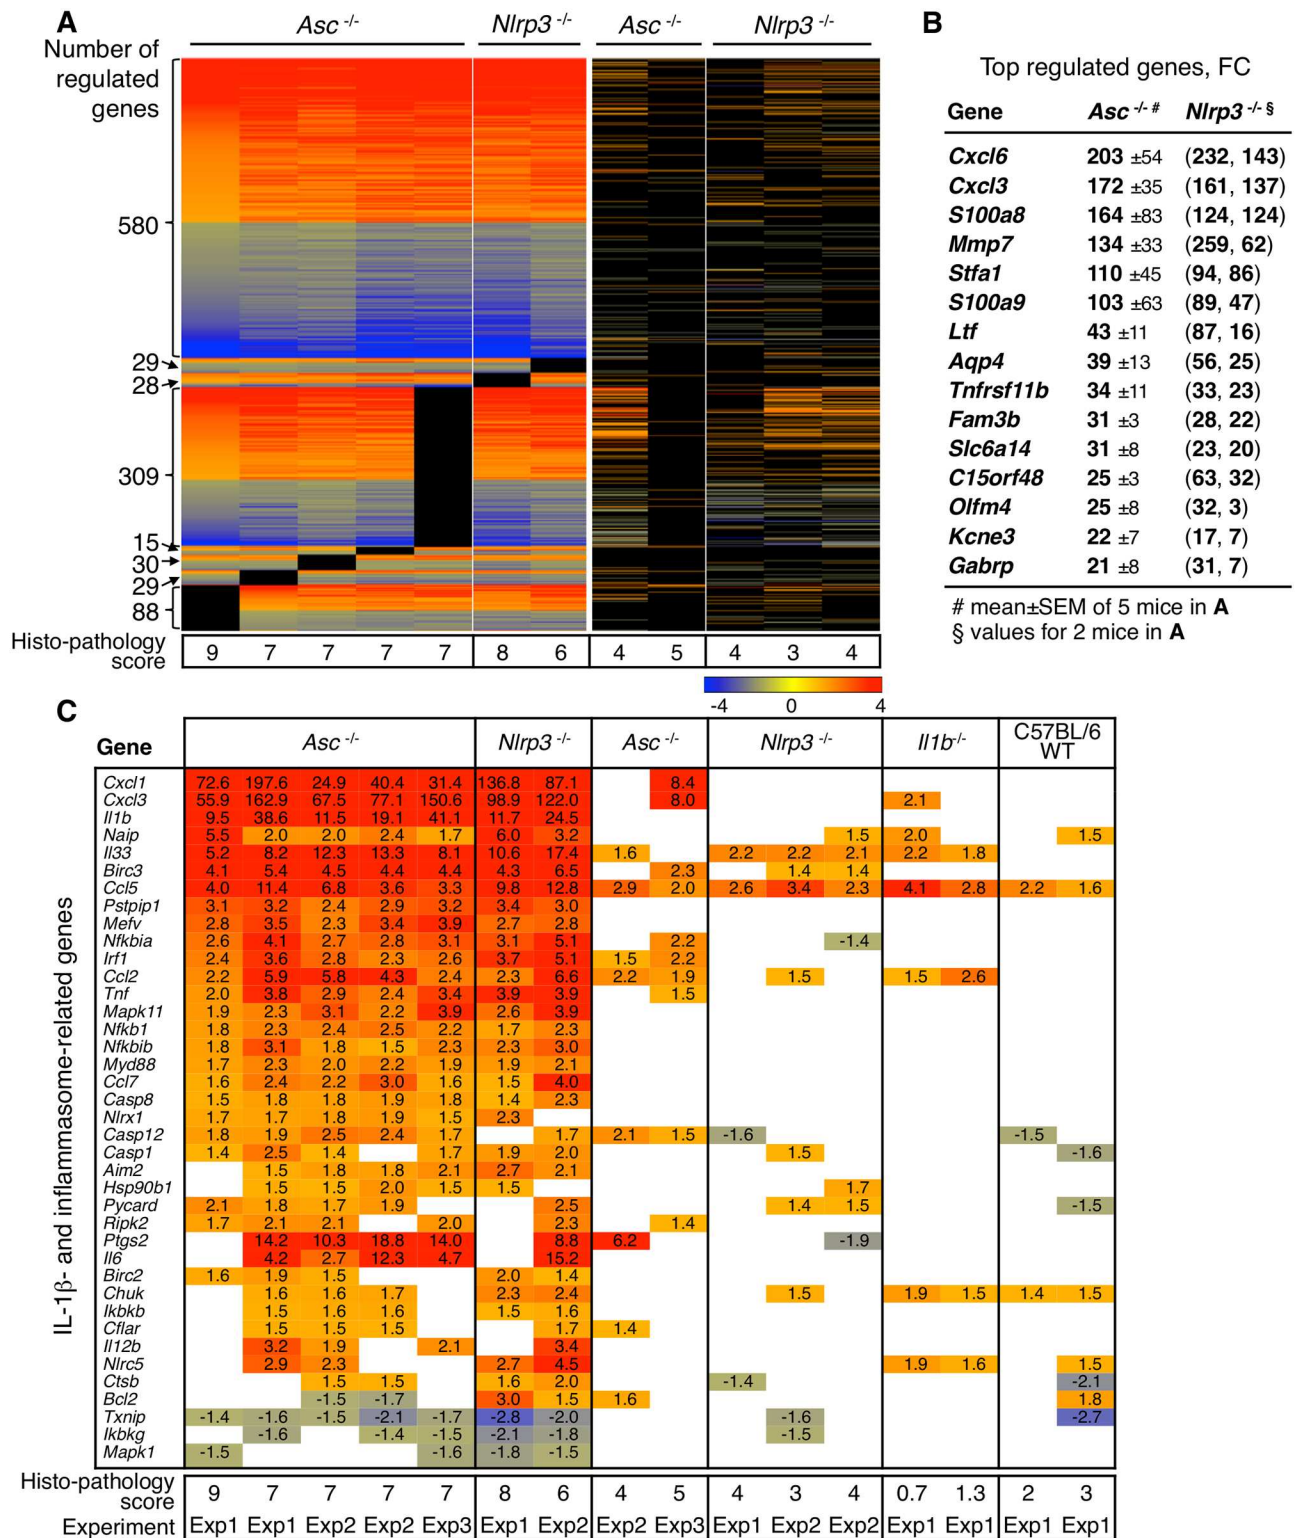 A
Asc -/- Nlrp3 -/- Asc -/- Nlrp3 -/-
Number of
regulated
genes
580
29
28
309
15
30
29
88
Histo-pathology
score
9 7 7 7 7 8 6 4 5 4 3 4
-4 0 4
B
Top regulated genes, FC
Gene Asc -/- # Nlrp3 -/- §
Cxcl6 203 ±54 (232, 143)
Cxcl3 172 ±35 (161, 137)
S100a8 164 ±83 (124, 124)
Mmp7 134 ±33 (259, 62)
Stfa1 110 ±45 (94, 86)
S100a9 103 ±63 (89, 47)
Ltf 43 ±11 (87, 16)
Aqp4 39 ±13 (56, 25)
Tnfrsf11b 34 ±11 (33, 23)
Fam3b 31 ±3 (28, 22)
Slc6a14 31 ±8 (23, 20)
C15orf48 25 ±3 (63, 32)
Olfm4 25 ±8 (32, 3)
Kcne3 22 ±7 (17, 7)
Gabrp 21 ±8 (31, 7)
# mean±SEM of 5 mice in A
§ values for 2 mice in A
C
Gene Asc -/- Nlrp3 -/- Asc -/- Nlrp3 -/- Il1b-/- C57BL/6
WT
IL-1β- and inflammasome-related genes
Cxcl1 72.6 197.6 24.9 40.4 31.4 136.8 87.1 8.4
Cxcl3 55.9 162.9 67.5 77.1 150.6 98.9 122.0 8.0 2.1
Il1b 9.5 38.6 11.5 19.1 41.1 11.7 24.5
Naip 5.5 2.0 2.0 2.4 1.7 6.0 3.2 1.5 2.0 1.5
Il33 5.2 8.2 12.3 13.3 8.1 10.6 17.4 1.6 2.2 2.2 2.1 2.2 1.8
Birc3 4.1 5.4 4.5 4.4 4.4 4.3 6.5 2.3 1.4 1.4
Ccl5 4.0 11.4 6.8 3.6 3.3 9.8 12.8 2.9 2.0 2.6 3.4 2.3 4.1 2.8 2.2 1.6
Pstpip1 3.1 3.2 2.4 2.9 3.2 3.4 3.0
Mefv 2.8 3.5 2.3 3.4 3.9 2.7 2.8
Nfkbia 2.6 4.1 2.7 2.8 3.1 3.1 5.1 2.2 -1.4
Irf1 2.4 3.6 2.8 2.3 2.6 3.7 5.1 1.5 2.2
Ccl2 2.2 5.9 5.8 4.3 2.4 2.3 6.6 2.2 1.9 1.5 1.5 2.6
Tnf 2.0 3.8 2.9 2.4 3.4 3.9 3.9 1.5
Mapk11 1.9 2.3 3.1 2.2 3.9 2.6 3.9
Nfkb1 1.8 2.3 2.4 2.5 2.2 1.7 2.3
Nfkbib 1.8 3.1 1.8 1.5 2.3 2.3 3.0
Myd88 1.7 2.3 2.0 2.2 1.9 1.9 2.1
Ccl7 1.6 2.4 2.2 3.0 1.6 1.5 4.0
Casp8 1.5 1.8 1.8 1.9 1.8 1.4 2.3
Nlrx1 1.7 1.7 1.8 1.9 1.5 2.3
Casp12 1.8 1.9 2.5 2.4 1.7 1.7 2.1 1.5 -1.6 -1.5
Casp1 1.4 2.5 1.4 1.7 1.9 2.0 1.5 -1.6
Aim2 1.5 1.8 1.8 2.1 2.7 2.1
Hsp90b1 1.5 1.5 2.0 1.5 1.5 1.7
Pycard 2.1 1.8 1.7 1.9 2.5 1.4 1.5 -1.5
Ripk2 1.7 2.1 2.1 2.0 2.3 1.4
Ptgs2 14.2 10.3 18.8 14.0 8.8 6.2 -1.9
Il6 4.2 2.7 12.3 4.7 15.2
Birc2 1.6 1.9 1.5 2.0 1.4
Chuk 1.6 1.6 1.7 2.3 2.4 1.5 1.9 1.5 1.4 1.5
Ikbkb 1.5 1.6 1.6 1.5 1.6
Cflar 1.5 1.5 1.5 1.7 1.4
Il12b 3.2 1.9 2.1 3.4
Nlrc5 2.9 2.3 2.7 4.5 1.9 1.6 1.5
Ctsb 1.5 1.5 1.6 2.0 -1.4 -2.1
Bcl2 -1.5 -1.7 3.0 1.5 1.6 1.8
Txnip -1.4 -1.6 -1.5 -2.1 -1.7 -2.8 -2.0 -1.6 -2.7
Ikbkg -1.6 -1.4 -1.5 -2.1 -1.8 -1.5
Mapk1 -1.5 -1.6 -1.8 -1.5
Histo-pathology
score
9 7 7 7 7 8 6 4 5 4 3 4 0.7 1.3 2 3
Experiment Exp1 Exp1 Exp2 Exp2 Exp3 Exp1 Exp2 Exp2 Exp3 Exp1 Exp2 Exp2 Exp1 Exp1 Exp1 Exp1